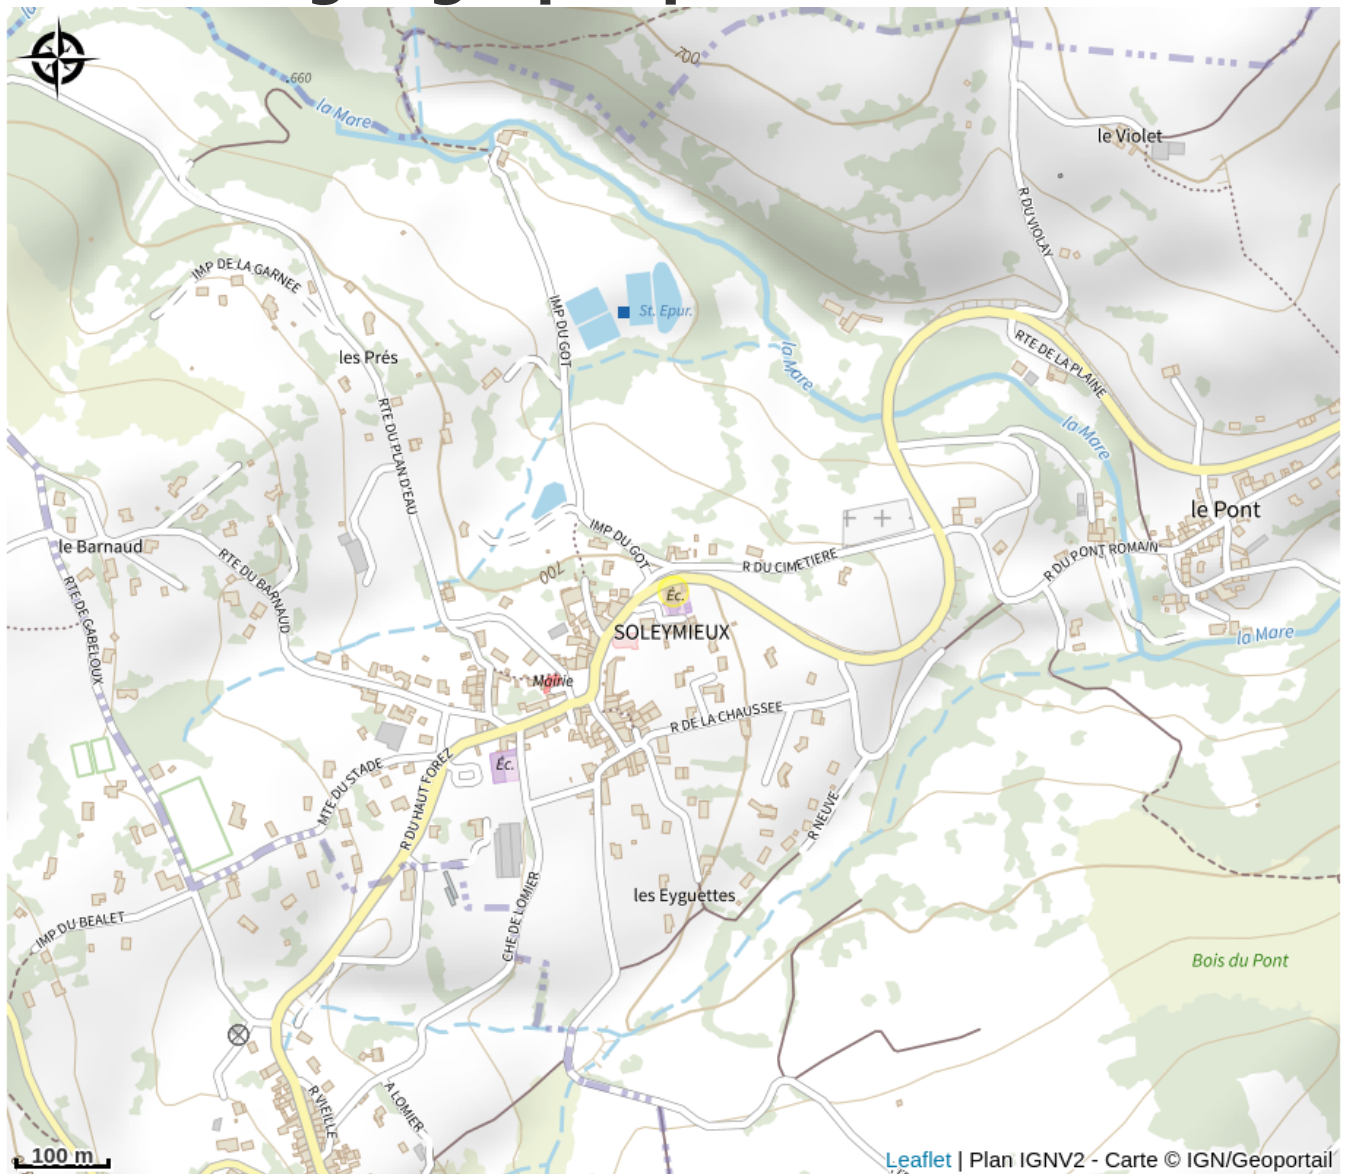 700
660
la Mare
le Violet
R DU VIOLAY
IMP DE LA GARNEE
IMP DU GOT
St. Epur.
la Mare
RTE DE LA PLAINE
les Prés
RTE DU PLAN D'EAU
la Mare
le Pont
le Barnaud
RTE DU BARNAUD
IMP DU GOT
R DU CIMETIERE
R DU PONT ROMAIN
700
RTE DE GABELOUX
Éc.
SOLEYMIEUX
la Mare
Mairie
R DE LA CHAUSSEE
Éc.
MTE DU STADE
R DU HAUT FOREZ
R NEUVE
les Eyguettes
CHE DE LOMIER
IMP DU BEALET
Bois du Pont
R VIEILLE
A LOMIER
100 m
Leaflet | Plan IGNV2 - Carte © IGN/Geoportail